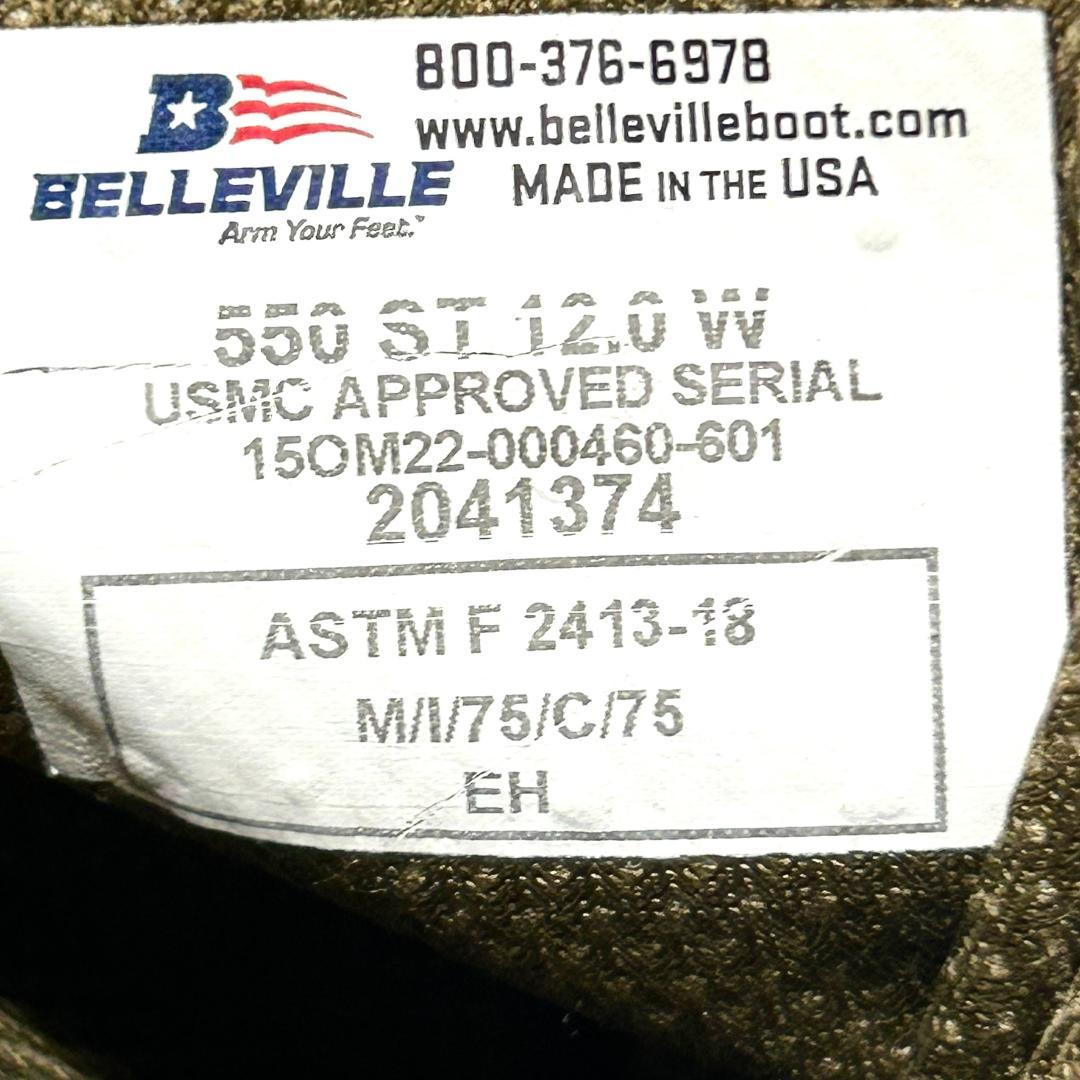 800-376-6978
www.bellevilleboot.com
BELLEVILLE
MADE IN THE USA
Arm Your Feet.™
550 ST 12.0 W
USMC APPROVED SERIAL
15OM22-000460-601
2041374
ASTM F 2413-18
M/I/75/C/75
EH